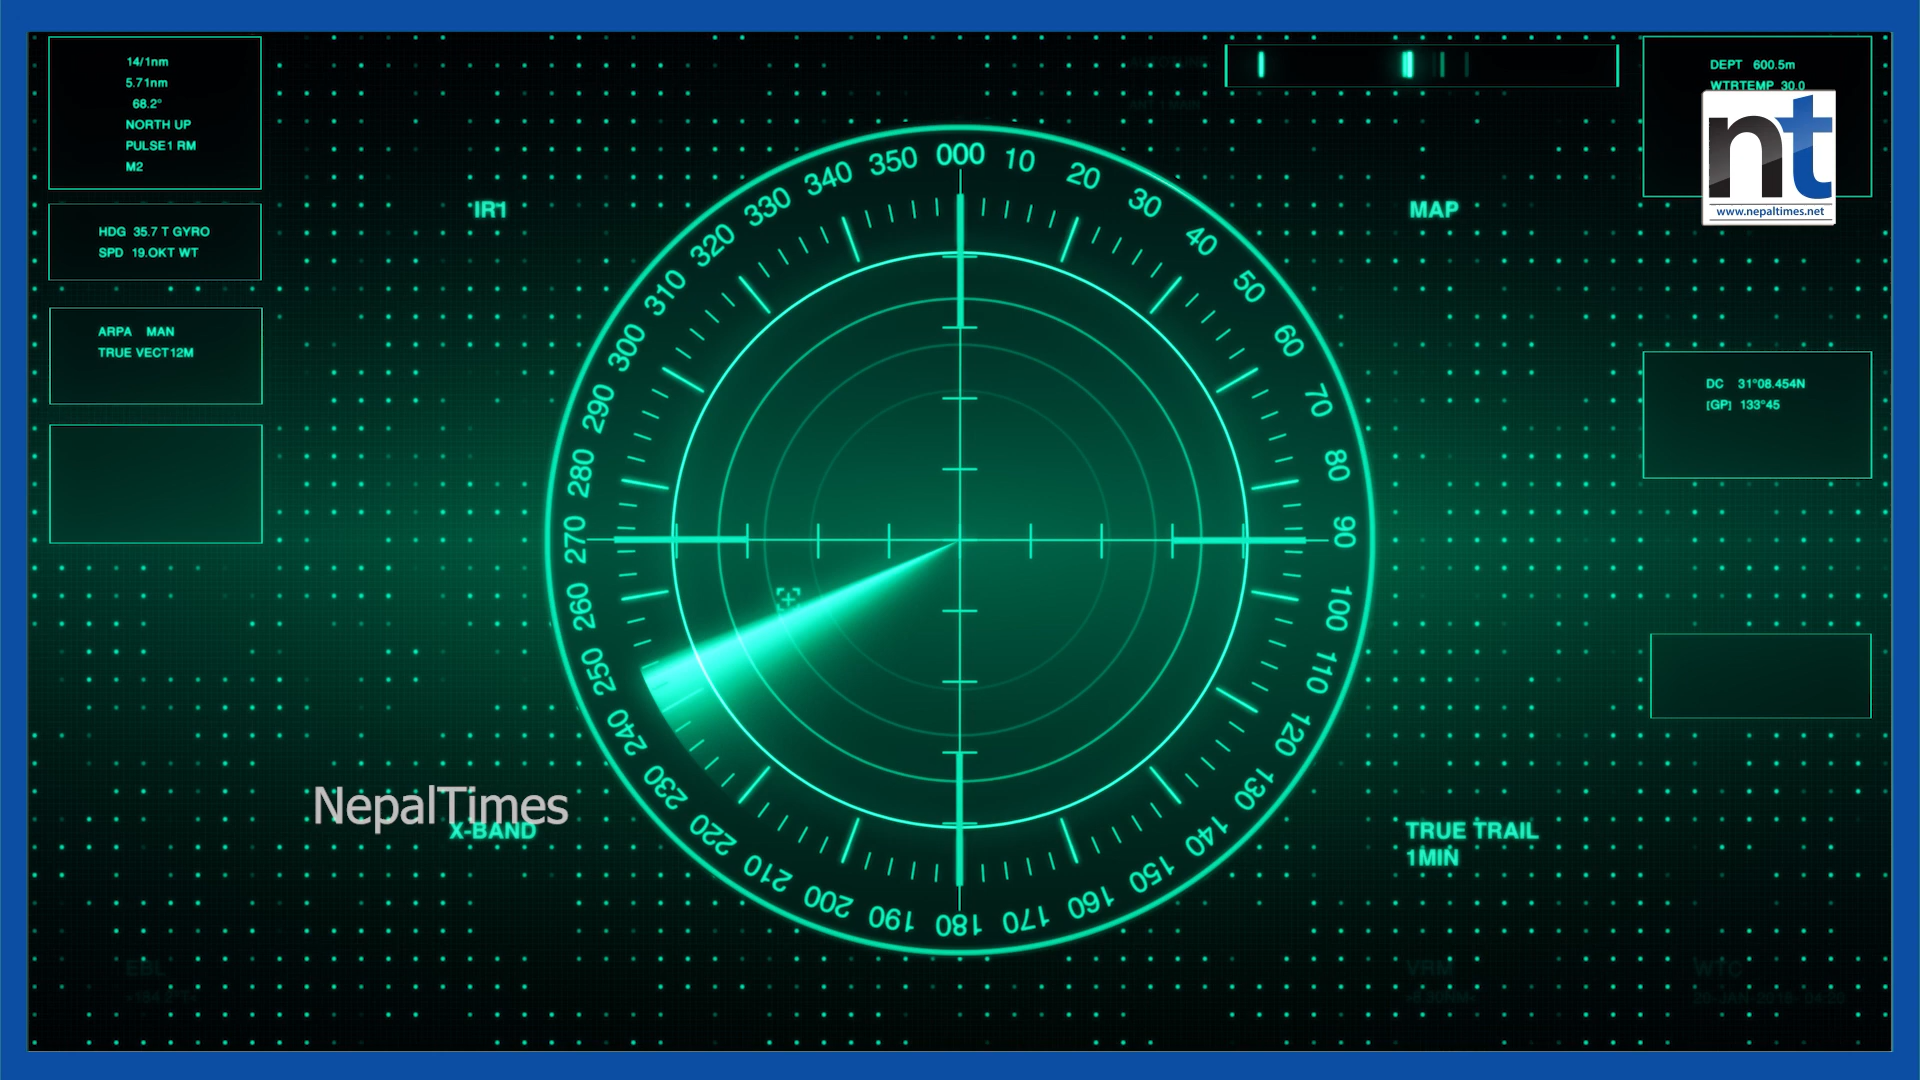 14/1nm
5.71nm
68.2°
NORTH UP
PULSE1 RM
M2
HDG 35.7 T GYRO
SPD 19.0KT WT
ARPA MAN
TRUE VECT12M
DEPT 600.5m
WTRTEMP 30.0
nt
www.nepaltimes.net
IR1
MAP
000 10 20 30 40 50 60 70 80 90 100 110 120 130 140 150 160 170 180 190 200 210 220 230 240 250 260 270 280 290 300 310 320 330 340 350
DC 31°08.454N
[GP] 133°45
NepalTimes
X-BAND
TRUE TRAIL
1MIN
EBL
VRM
WTC